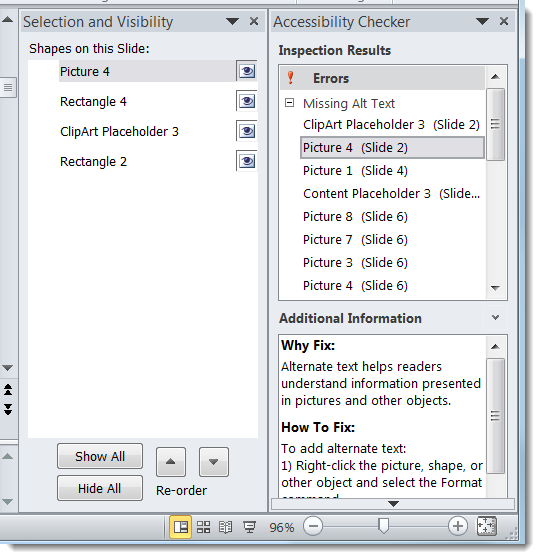 Selection and Visibility
Shapes on this Slide:
Picture 4
Rectangle 4
ClipArt Placeholder 3
Rectangle 2
Show All
Hide All
Re-order
Accessibility Checker
Inspection Results
Errors
Missing Alt Text
ClipArt Placeholder 3 (Slide 2)
Picture 4 (Slide 2)
Picture 1 (Slide 4)
Content Placeholder 3 (Slide...
Picture 8 (Slide 6)
Picture 7 (Slide 6)
Picture 3 (Slide 6)
Picture 4 (Slide 6)
Additional Information
Why Fix:
Alternate text helps readers
understand information presented
in pictures and other objects.
How To Fix:
To add alternate text:
1) Right-click the picture, shape, or
other object and select the Format
command
96%